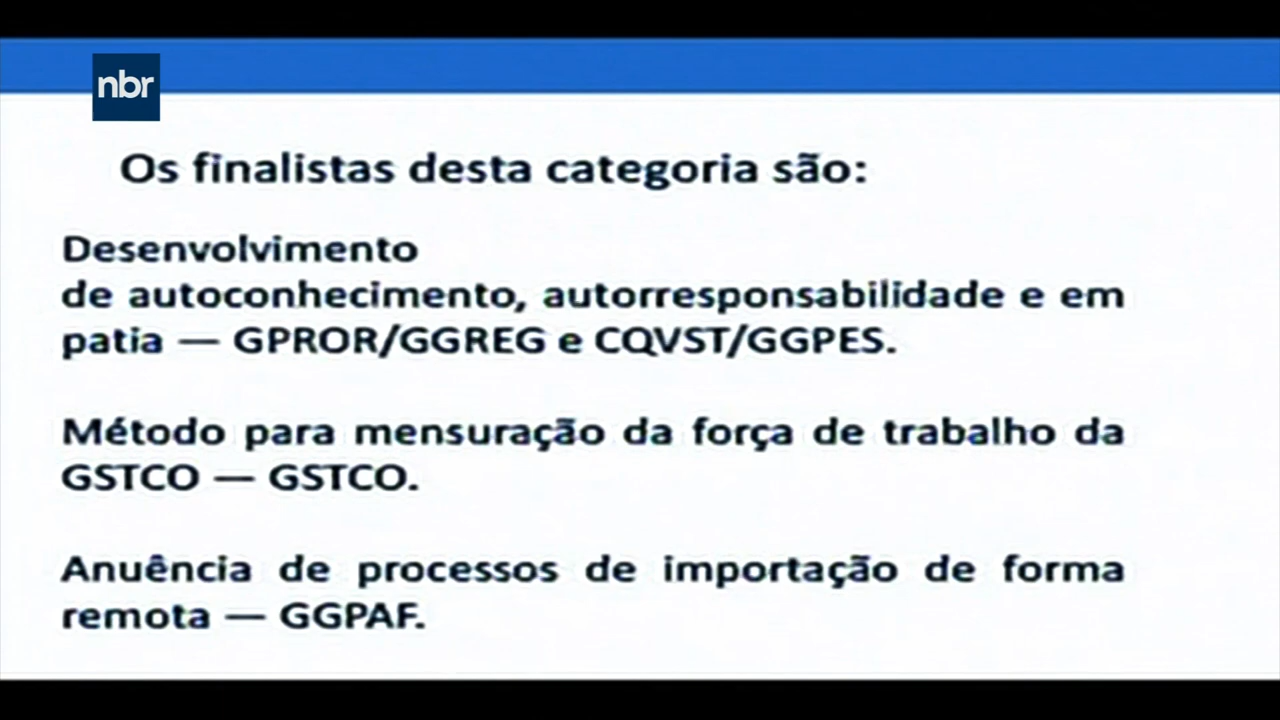 nbr
Os finalistas desta categoria são:
Desenvolvimento
de autoconhecimento, autorresponsabilidade e em
patia — GPROR/GGREG e CQVST/GGPES.
Método para mensuração da força de trabalho da
GSTCO — GSTCO.
Anuência de processos de importação de forma
remota — GGPAF.